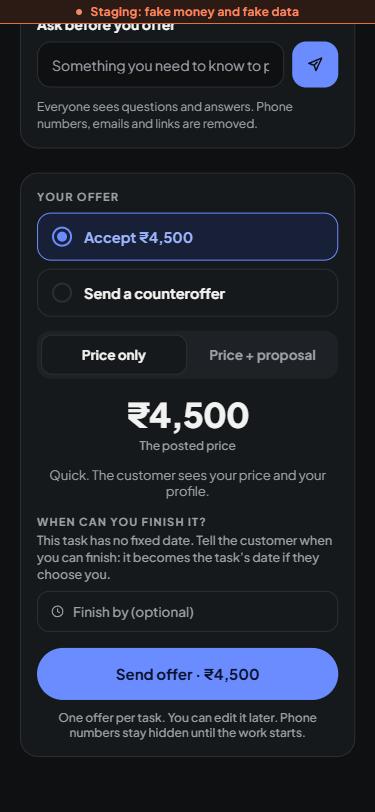 Staging: fake money and fake data
Ask before you offer
Something you need to know to p
Everyone sees questions and answers. Phone
numbers, emails and links are removed.
YOUR OFFER
Accept ₹4,500
Send a counteroffer
Price only
Price + proposal
₹4,500
The posted price
Quick. The customer sees your price and your
profile.
WHEN CAN YOU FINISH IT?
This task has no fixed date. Tell the customer when
you can finish: it becomes the task's date if they
choose you.
Finish by (optional)
Send offer · ₹4,500
One offer per task. You can edit it later. Phone
numbers stay hidden until the work starts.